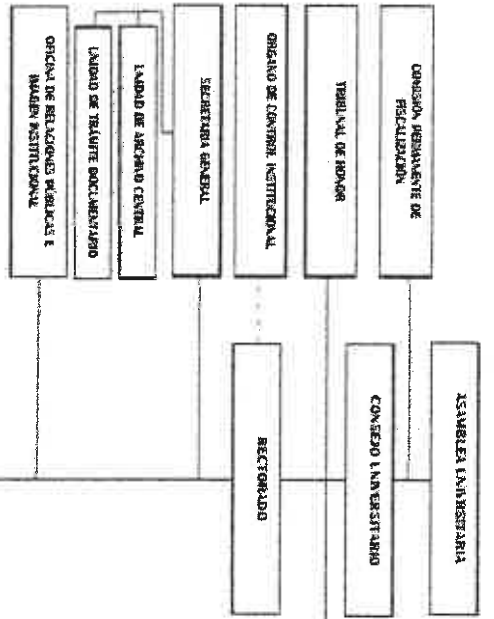 ASAMBLEA UNIVERSITARIA
COMISIÓN PERMANENTE DE
FISCALIZACIÓN
CONSEJO UNIVERSITARIO
TRIBUNAL DE HONOR
RECTORADO
ORGANO DE CONTROL INSTITUCIONAL
SECRETARIA GENERAL
UNIDAD DE ARCHIVO CENTRAL
UNIDAD DE TRÁMITE DOCUMENTARIO
OFICINA DE RELACIONES PÚBLICAS E
IMAGEN INSTITUCIONAL